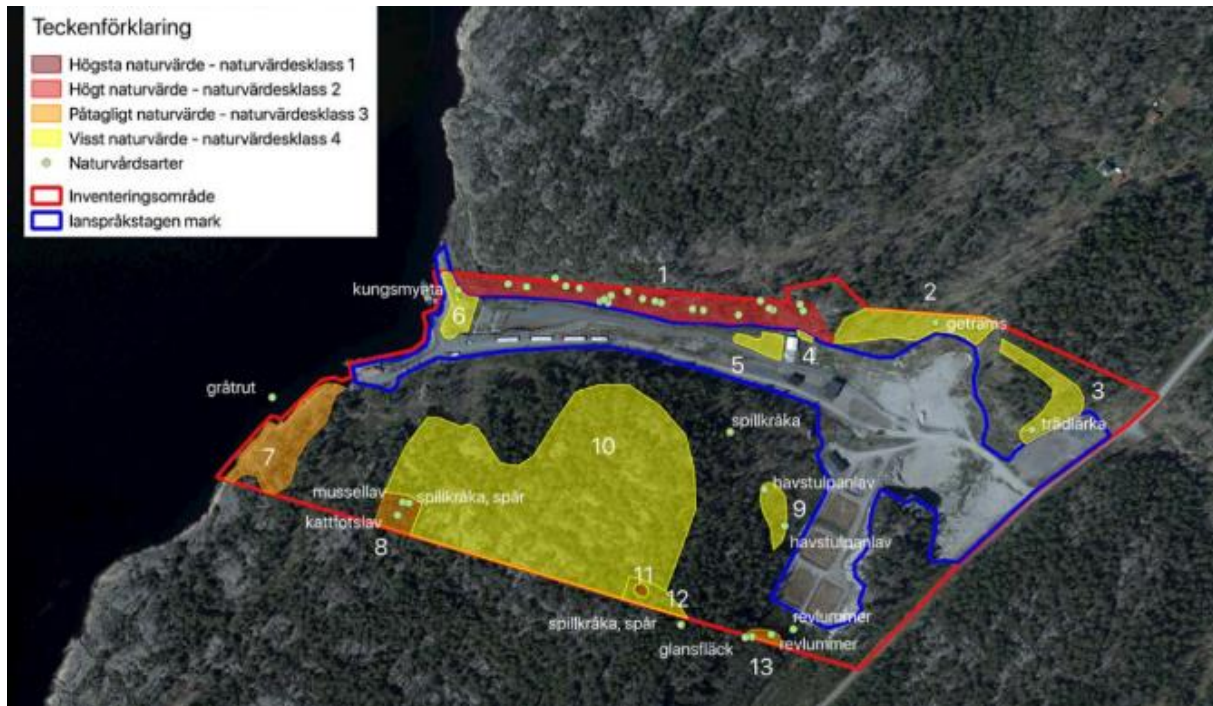 Teckenförklaring
Högsta naturvärde - naturvärdesklass 1
Högt naturvärde - naturvärdesklass 2
Påtagligt naturvärde - naturvärdesklass 3
Visst naturvärde - naturvärdesklass 4
Naturvårdsarter
Inventeringsområde
Ianspråkstagen mark
1
kungsmynta
2
6
getrams
4
5
3
gråtrut
spillkråka
trädlärka
10
7
mussellav
spillkråka, spår
havstulpanlav
kattfotslav
9
8
havstulpanlav
11
12
spillkråka, spår
revlummer
glansfläck
revlummer
13